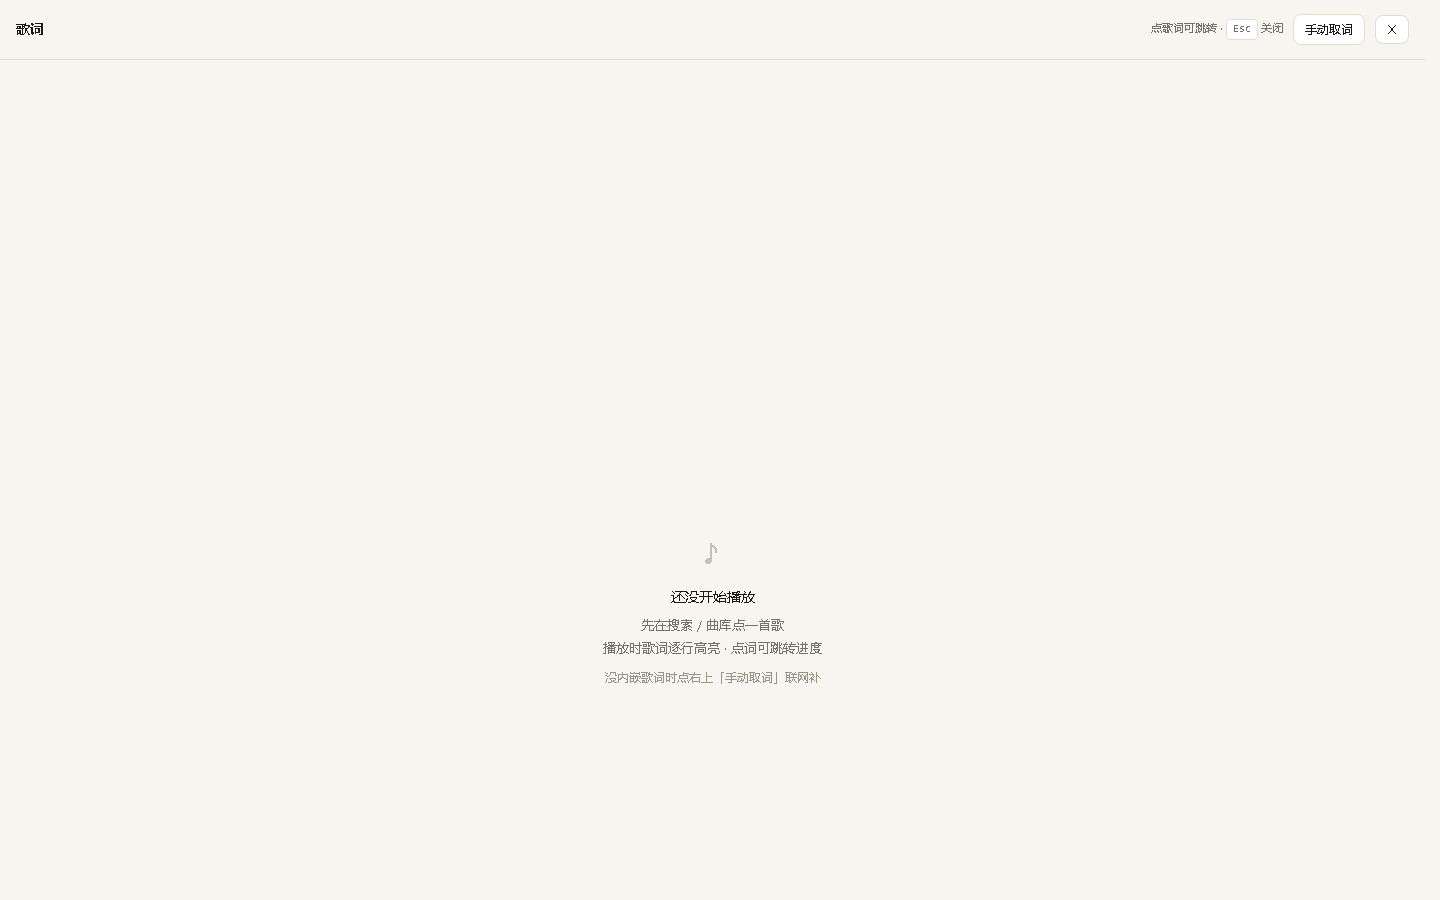 歌词
点歌词可跳转 · Esc 关闭
手动取词
X
♪
还没开始播放
先在搜索 / 曲库点一首歌
播放时歌词逐行高亮 · 点词可跳转进度
没内嵌歌词时点右上「手动取词」联网补